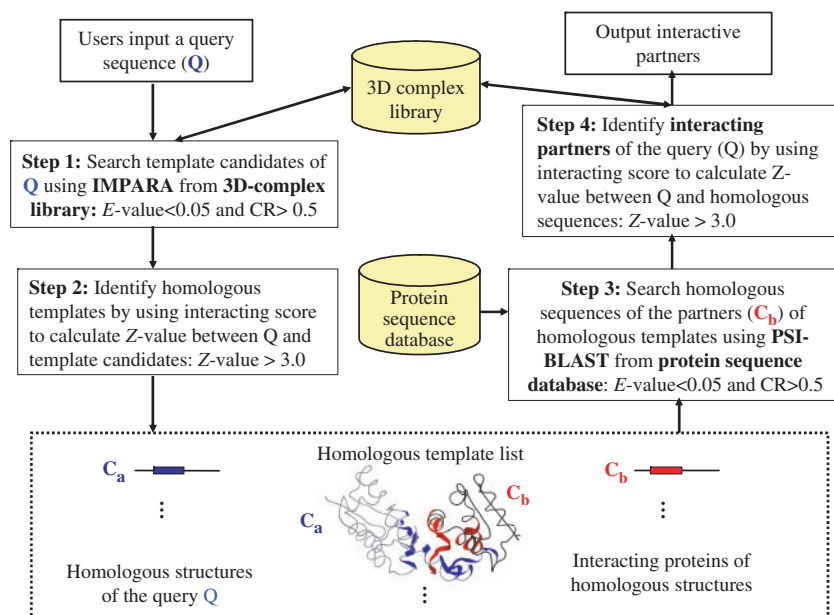 Users input a query
sequence (Q)
3D complex
library
Output interactive
partners
Step 1: Search template candidates of
Q using IMPARA from 3D-complex
library: E-value<0.05 and CR> 0.5
Step 4: Identify interacting
partners of the query (Q) by using
interacting score to calculate Z-
value between Q and homologous
sequences: Z-value > 3.0
Step 2: Identify homologous
templates by using interacting score
to calculate Z-value between Q and
template candidates: Z-value > 3.0
Protein
sequence
database
Step 3: Search homologous
sequences of the partners (Cb) of
homologous templates using PSI-
BLAST from protein sequence
database: E-value<0.05 and CR>0.5
Homologous template list
Ca
⋮
Homologous structures
of the query Q
Ca
Cb
⋮
Cb
⋮
Interacting proteins of
homologous structures